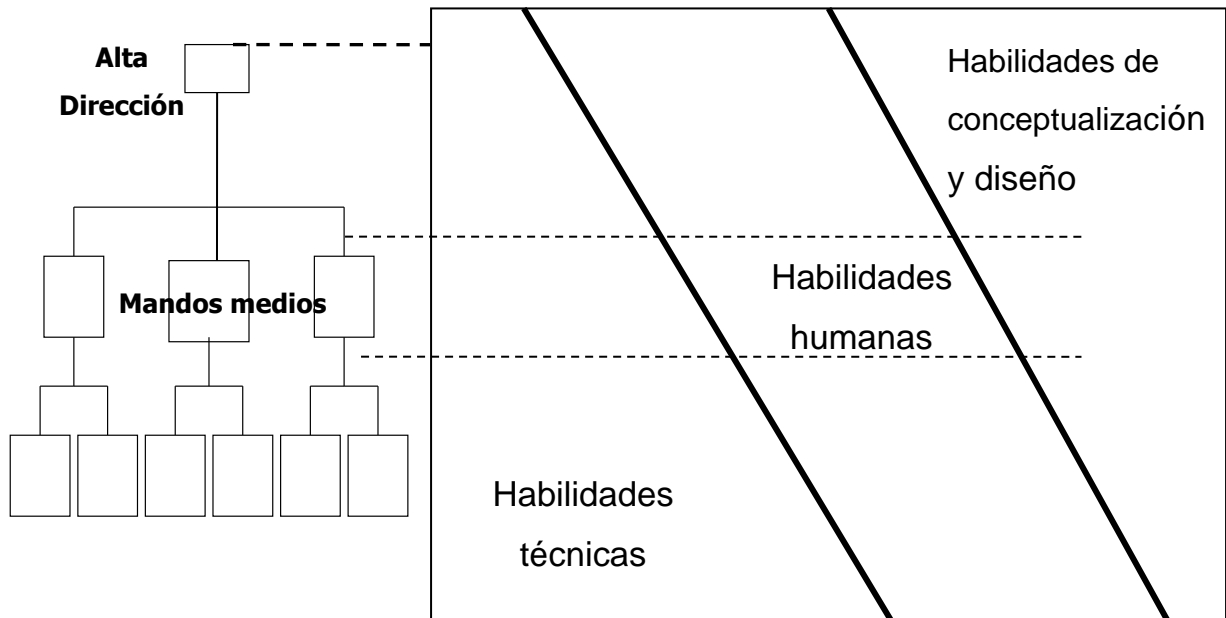 Alta
Dirección
Habilidades de
conceptualización
y diseño
Mandos medios
Habilidades
humanas
Habilidades
técnicas